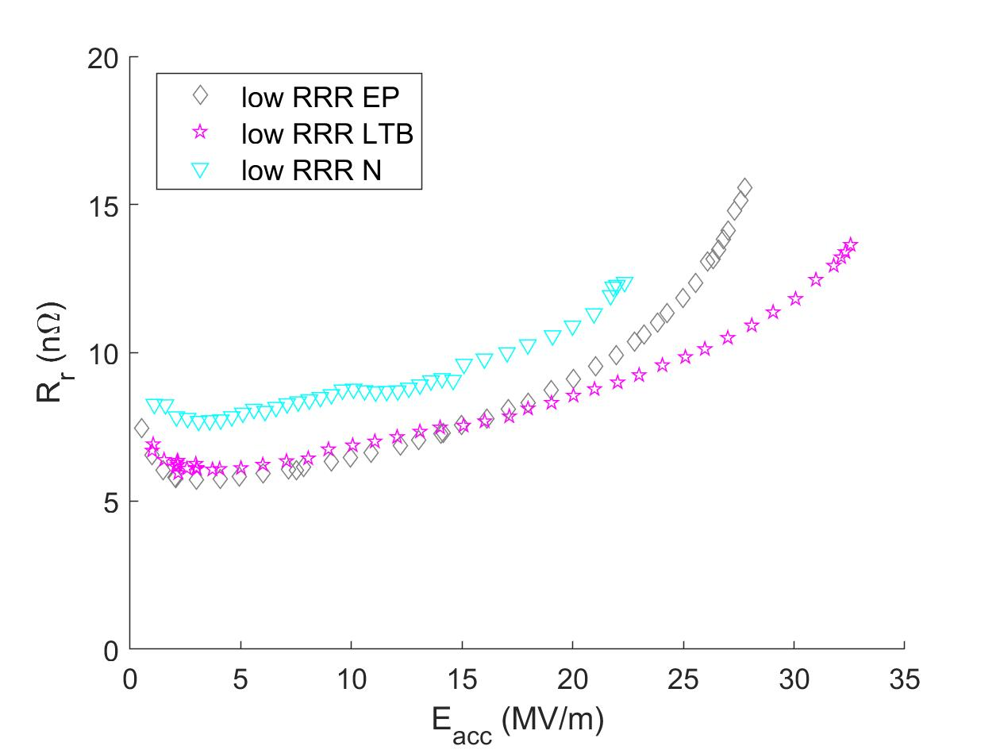 20
15
10
5
0
R_r (nΩ)
low RRR EP
low RRR LTB
low RRR N
0 5 10 15 20 25 30 35
E_acc (MV/m)